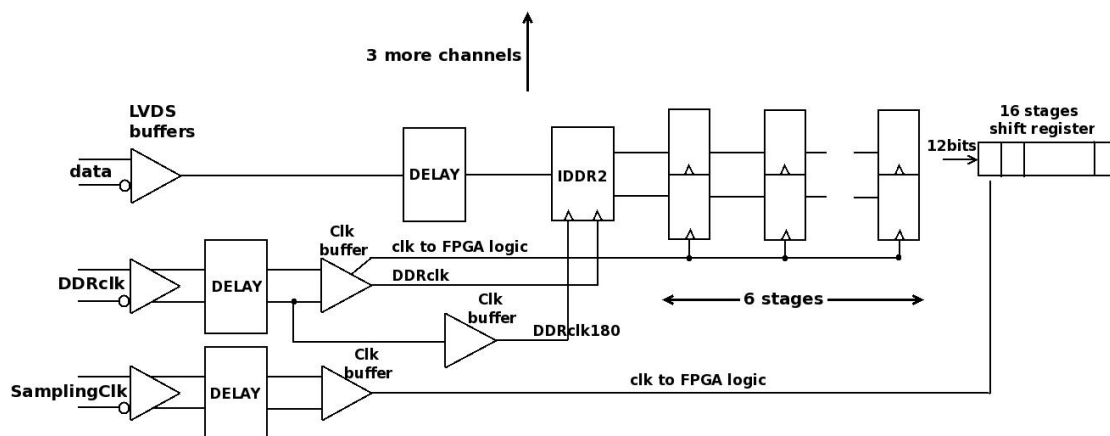 3 more channels
LVDS
buffers
16 stages
shift register
12bits
data
DELAY
IDDR2
Clk
buffer
clk to FPGA logic
DDRclk
DDRclk
DELAY
6 stages
Clk
buffer
DDRclk180
Clk
buffer
SamplingClk
DELAY
clk to FPGA logic